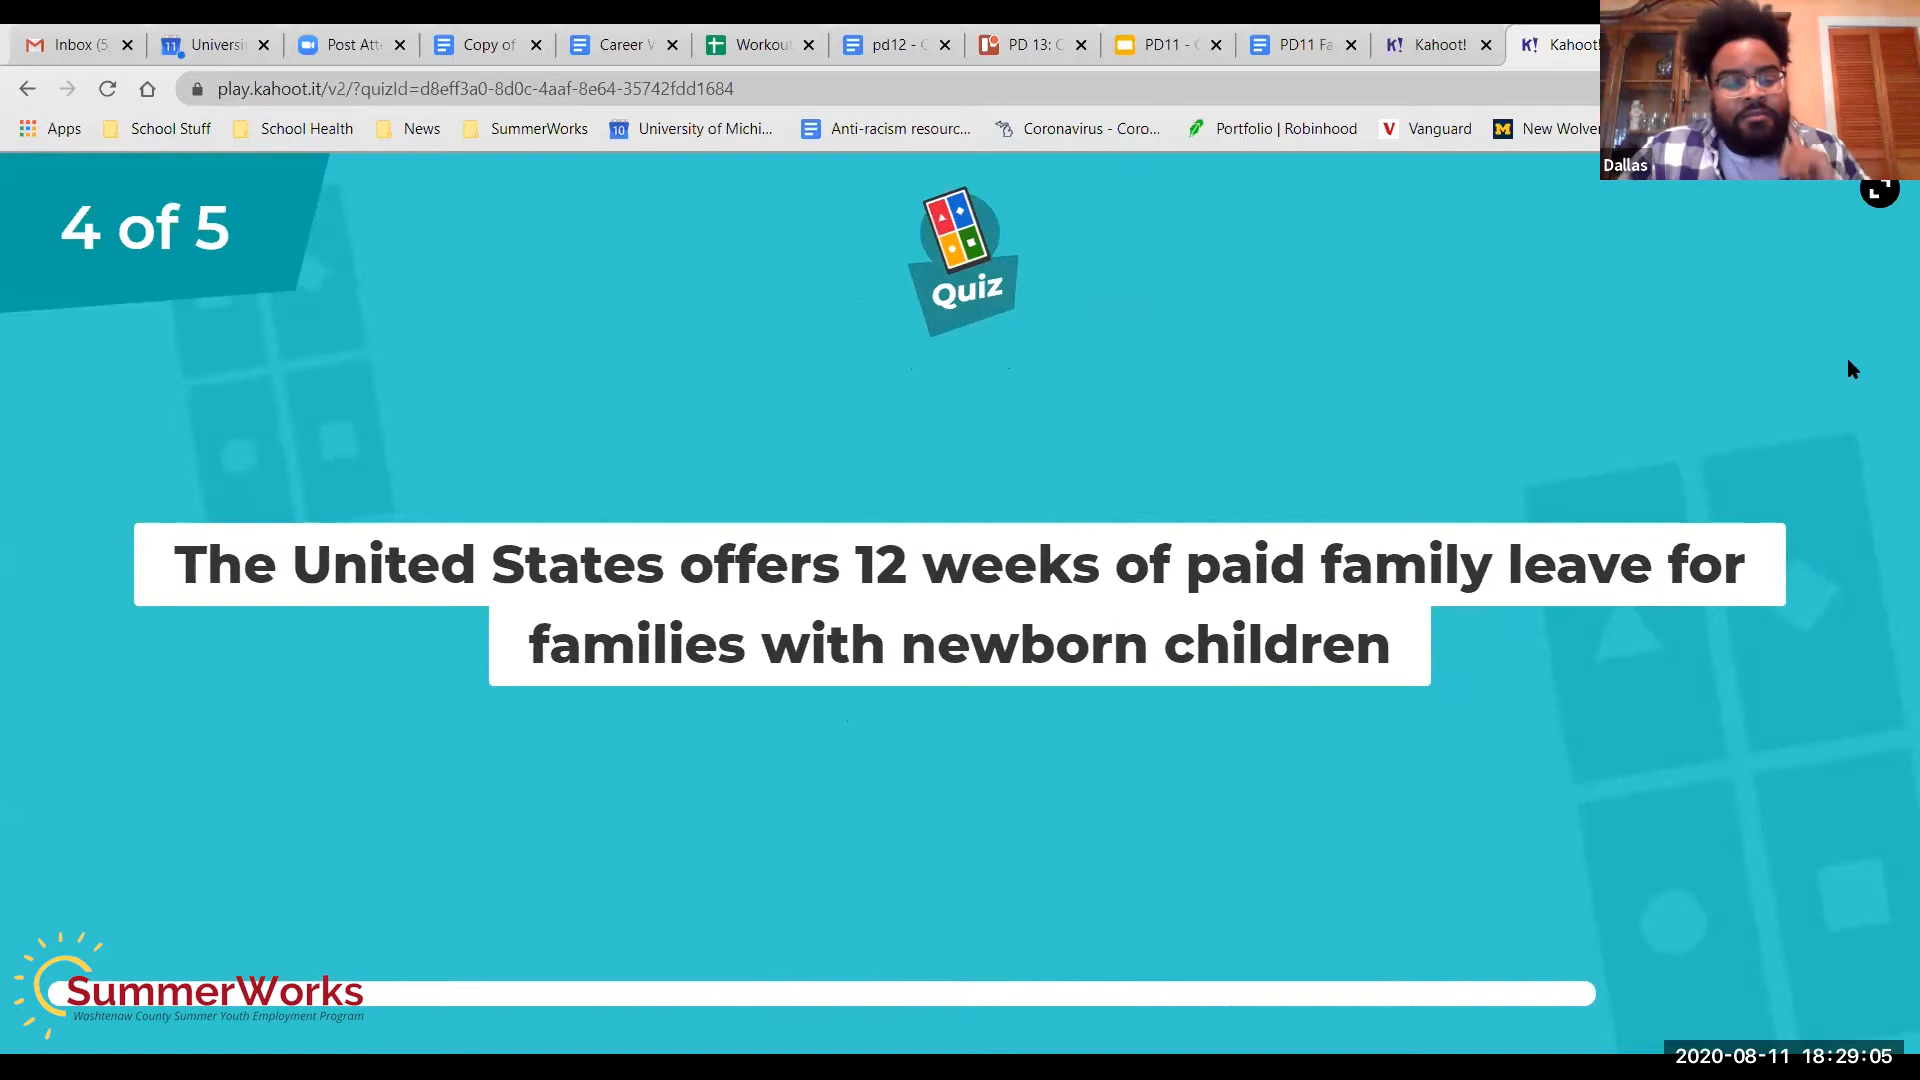 Inbox (5
Universi
Post Att
Copy of
Career V
Workou
pd12 - C
PD 13: C
PD11 - C
PD11 Fa
Kahoot!
Kahoot!
play.kahoot.it/v2/?quizId=d8eff3a0-8d0c-4aaf-8e64-35742fdd1684
Apps
School Stuff
School Health
News
SummerWorks
University of Michi...
Anti-racism resourc...
Coronavirus - Coro...
Portfolio | Robinhood
Vanguard
New Wolver
Dallas
4 of 5
Quiz
The United States offers 12 weeks of paid family leave for
families with newborn children
SummerWorks
Washtenaw County Summer Youth Employment Program
2020-08-11 18:29:05